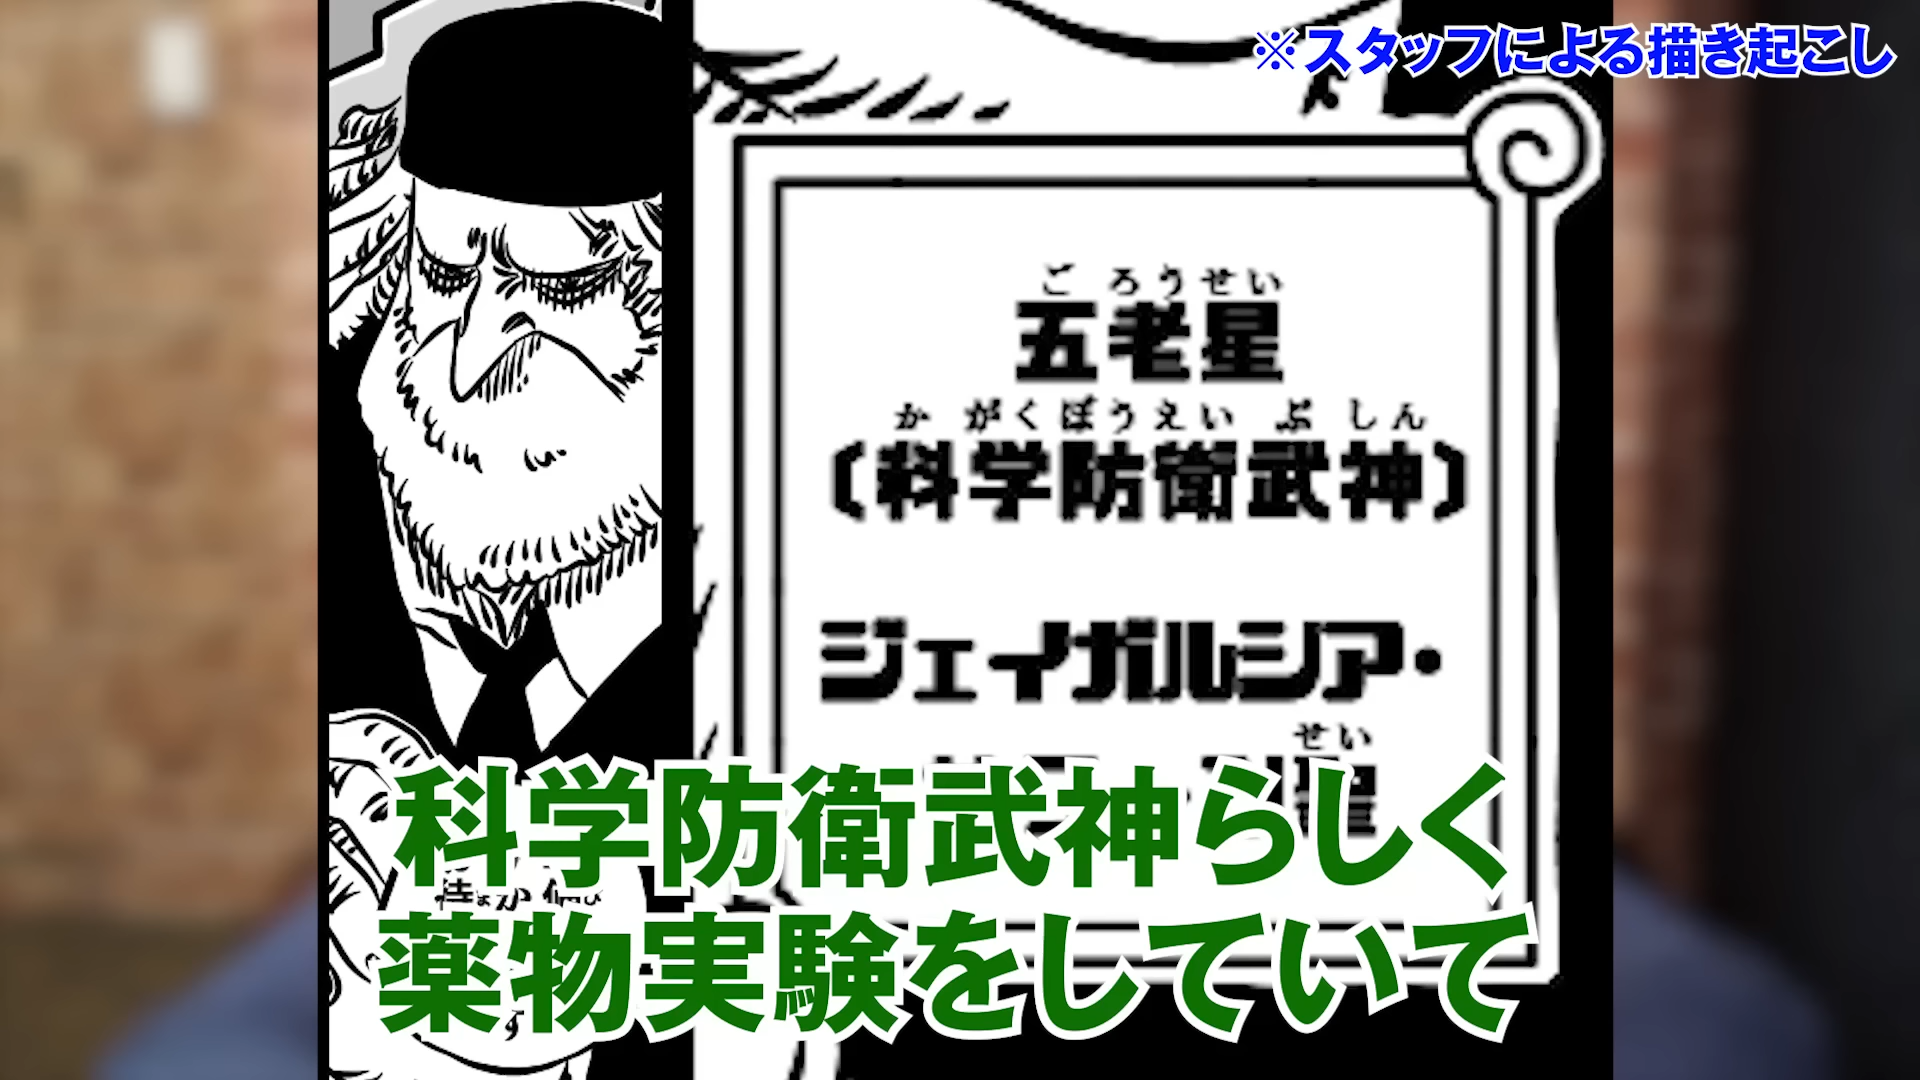 ※スタッフによる描き起こし
ごろうせい
五老星
かがくぼうえいぶしん
〔科学防衛武神〕
ジェイガルシア・
せい
聖
科学防衛武神らしく
薬物実験をしていて